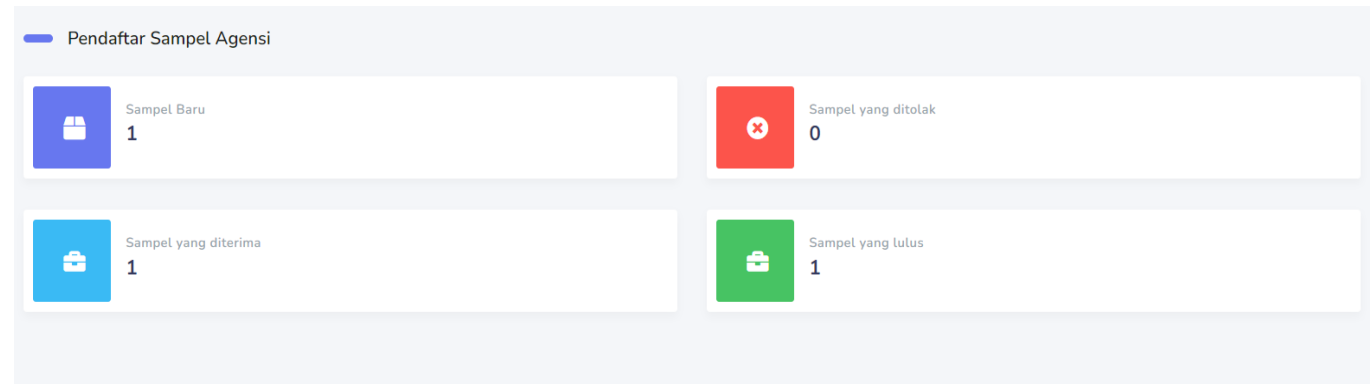 Pendaftar Sampel Agensi
Sampel Baru
1
Sampel yang ditolak
0
Sampel yang diterima
1
Sampel yang lulus
1